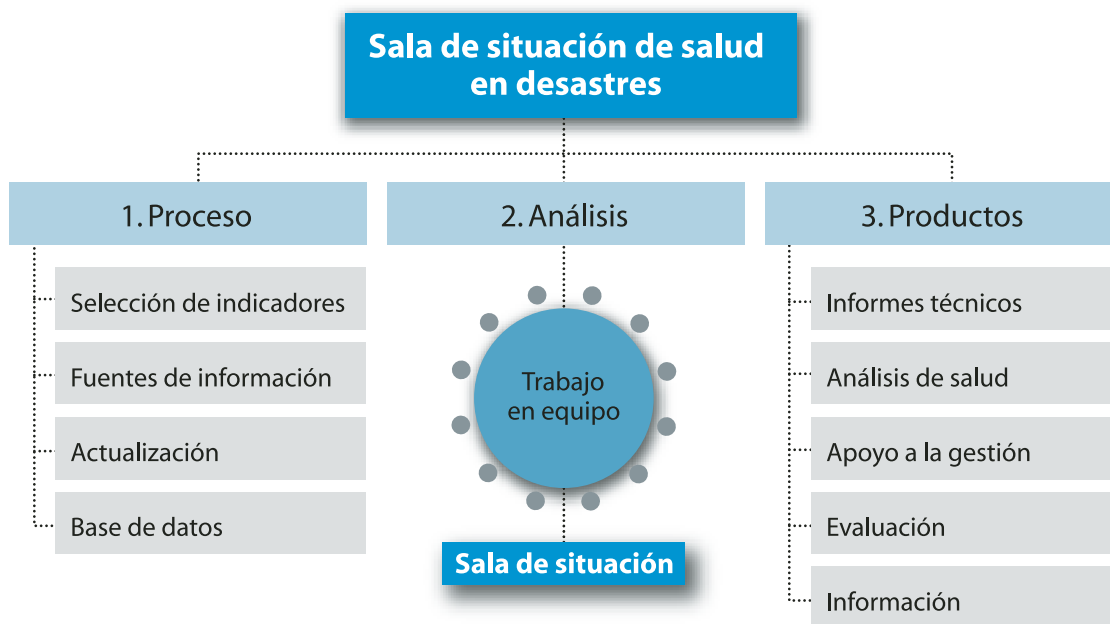 Sala de situación de salud
en desastres
1. Proceso
Selección de indicadores
Fuentes de información
Actualización
Base de datos
2. Análisis
Trabajo
en equipo
Sala de situación
3. Productos
Informes técnicos
Análisis de salud
Apoyo a la gestión
Evaluación
Información